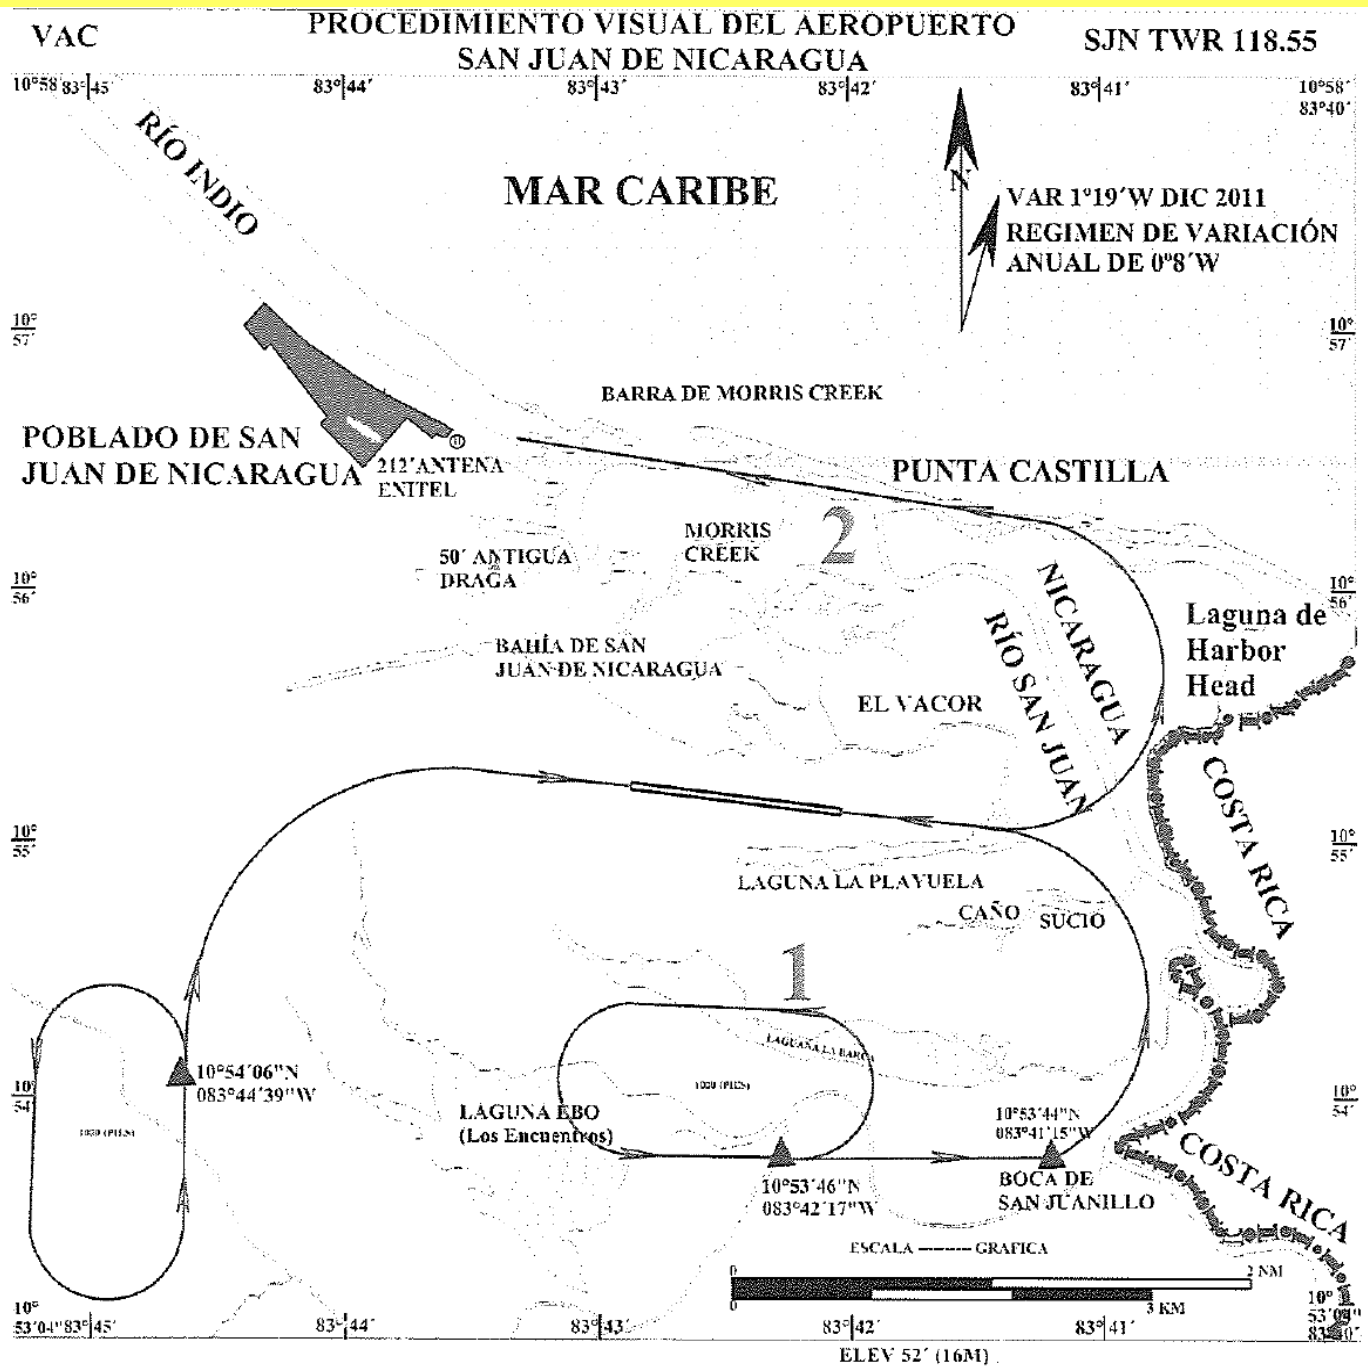 VAC
PROCEDIMIENTO VISUAL DEL AEROPUERTO
SAN JUAN DE NICARAGUA
SJN TWR 118.55
10°58´
83°45´
83°44´
83°43´
83°42´
83°41´
10°58´
83°40´
RÍO INDIO
MAR CARIBE
N
VAR 1°19´W DIC 2011
REGIMEN DE VARIACIÓN
ANUAL DE 0°8´W
10°
57´
10°
57´
BARRA DE MORRIS CREEK
POBLADO DE SAN
JUAN DE NICARAGUA
212´ANTENA
ENITEL
PUNTA CASTILLA
2
MORRIS
CREEK
50´ ANTIGUA
DRAGA
10°
56´
10°
56´
NICARAGUA
RÍO SAN JUAN
Laguna de
Harbor
Head
BAHÍA DE SAN
JUAN DE NICARAGUA
EL VACOR
COSTA RICA
10°
55´
10°
55´
LAGUNA LA PLAYUELA
CAÑO SUCIO
1
LAGUNA LA BARCA
10°54´06"N
083°44´39"W
10°
54´
10°
54´
LAGUNA EBO
(Los Encuentros)
10°53´44"N
083°41´15"W
10°53´46"N
083°42´17"W
BOCA DE
SAN JUANILLO
COSTA RICA
ESCALA ------- GRAFICA
0
2 NM
0
3 KM
10°
53´04"
83°45´
83°44´
83°43´
83°42´
83°41´
10°
53´04"
83°40´
ELEV 52´ (16M)